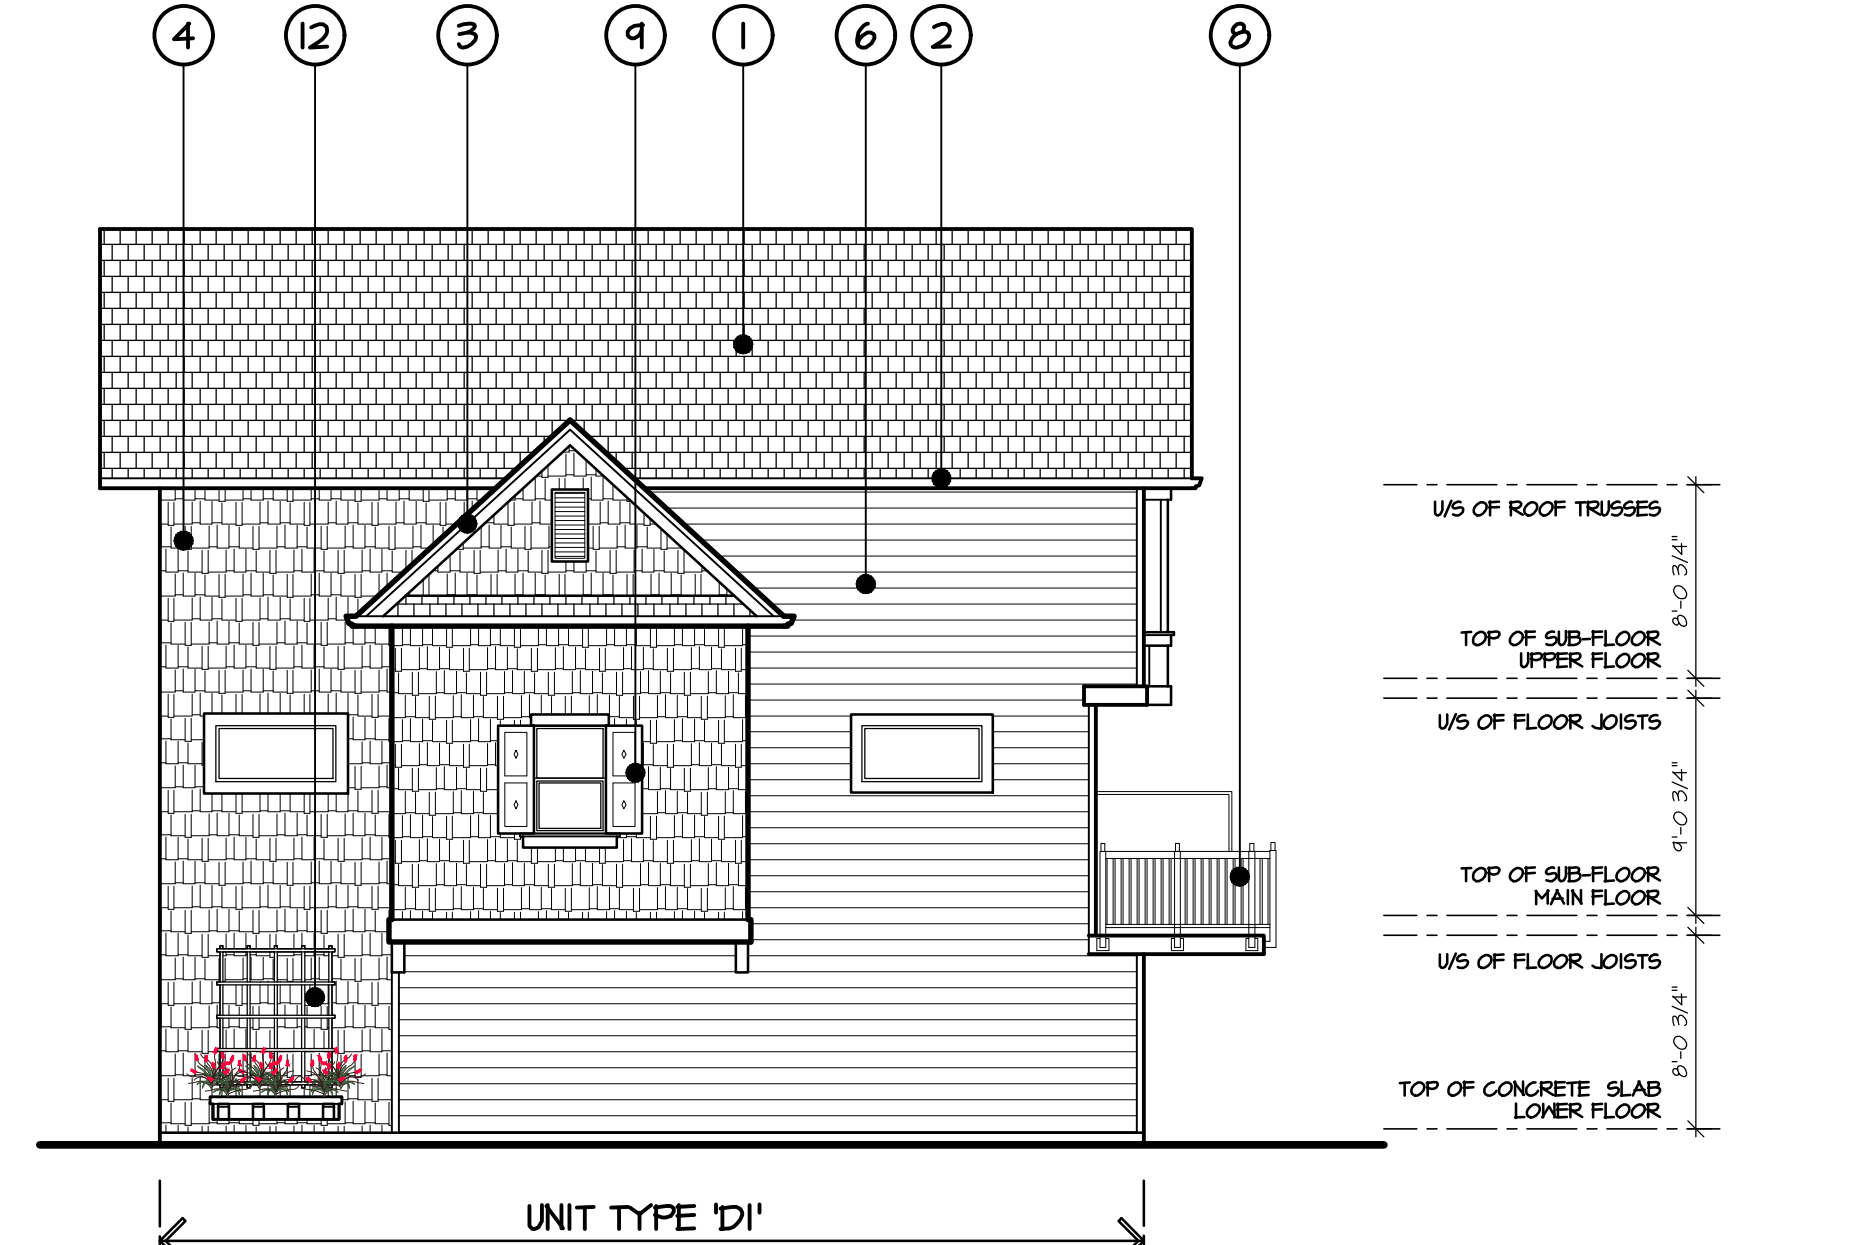 4 12 3 9 1 6 2 8
U/S OF ROOF TRUSSES
8'-0 3/4"
TOP OF SUB-FLOOR
UPPER FLOOR
U/S OF FLOOR JOISTS
9'-0 3/4"
TOP OF SUB-FLOOR
MAIN FLOOR
U/S OF FLOOR JOISTS
8'-0 3/4"
TOP OF CONCRETE SLAB
LOWER FLOOR
UNIT TYPE 'D1'